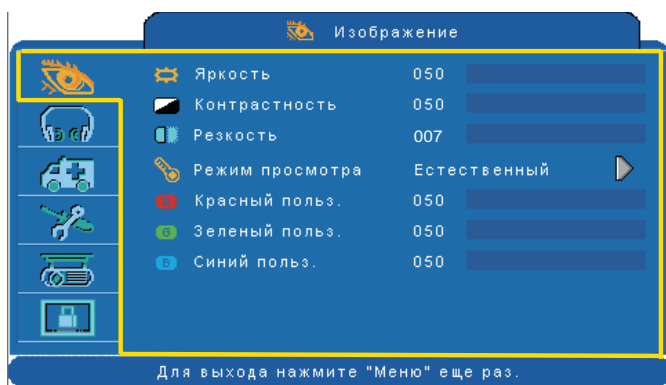 Изображение
Яркость 050
Контрастность 050
Резкость 007
Режим просмотра Естественный
R Красный польз. 050
G Зеленый польз. 050
B Синий польз. 050
Для выхода нажмите "Меню" еще раз.